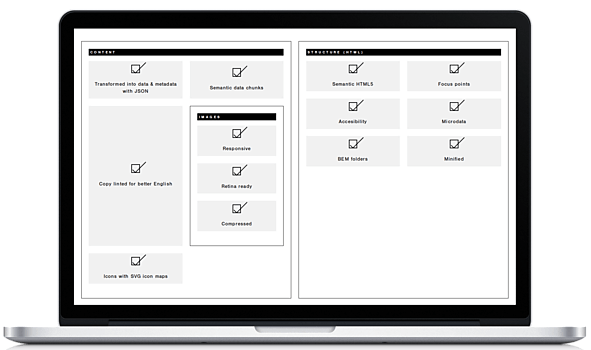 CONTENT
Transformed into data & metadata
with JSON
Semantic data chunks
Copy linted for better English
IMAGES
Responsive
Retina ready
Compressed
Icons with SVG icon maps
STRUCTURE (HTML)
Semantic HTML5
Focus points
Accesibility
Microdata
BEM folders
Minified